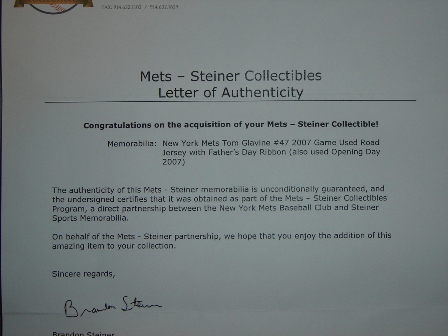 Mets – Steiner Collectibles
Letter of Authenticity
Congratulations on the acquisition of your Mets – Steiner Collectible!
Memorabilia: New York Mets Tom Glavine #47 2007 Game Used Road
Jersey with Father's Day Ribbon (also used Opening Day
2007)
The authenticity of this Mets - Steiner memorabilia is unconditionally guaranteed, and
the undersigned certifies that it was obtained as part of the Mets – Steiner Collectibles
Program, a direct partnership between the New York Mets Baseball Club and Steiner
Sports Memorabilia.
On behalf of the Mets – Steiner partnership, we hope that you enjoy the addition of this
amazing item to your collection.
Sincere regards,
Brandon Steiner
Brandon Steiner